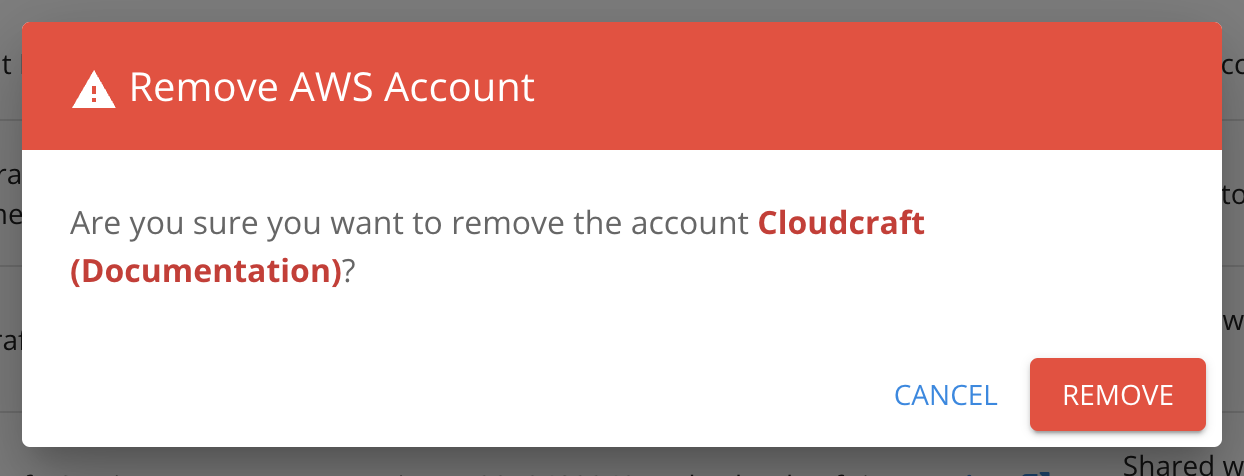 Remove AWS Account
Are you sure you want to remove the account Cloudcraft
(Documentation)?
CANCEL
REMOVE
Shared w